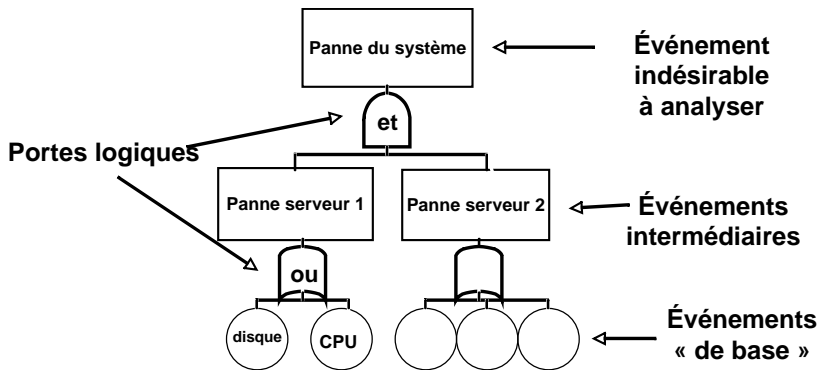 Panne du système
Événement
indésirable
à analyser
et
Portes logiques
Panne serveur 1
Panne serveur 2
Événements
intermédiaires
ou
disque
CPU
Événements
« de base »